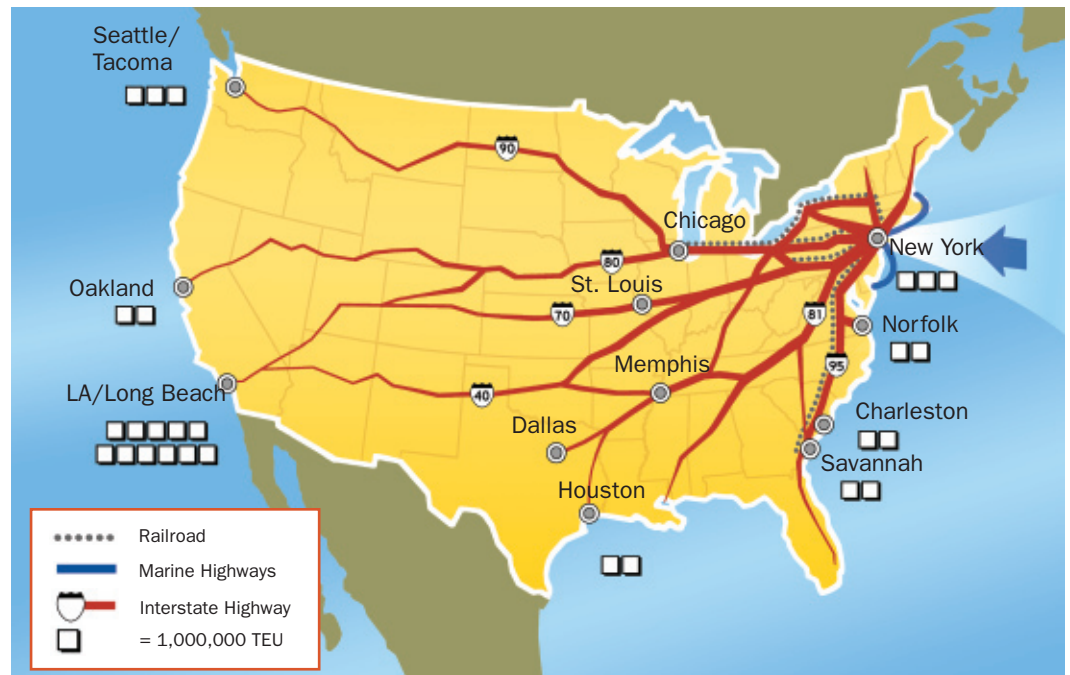 Seattle/
Tacoma
90
Chicago
New York
80
Oakland
St. Louis
70
81
Norfolk
Memphis
95
LA/Long Beach
40
Charleston
Dallas
Savannah
Houston
Railroad
Marine Highways
Interstate Highway
= 1,000,000 TEU